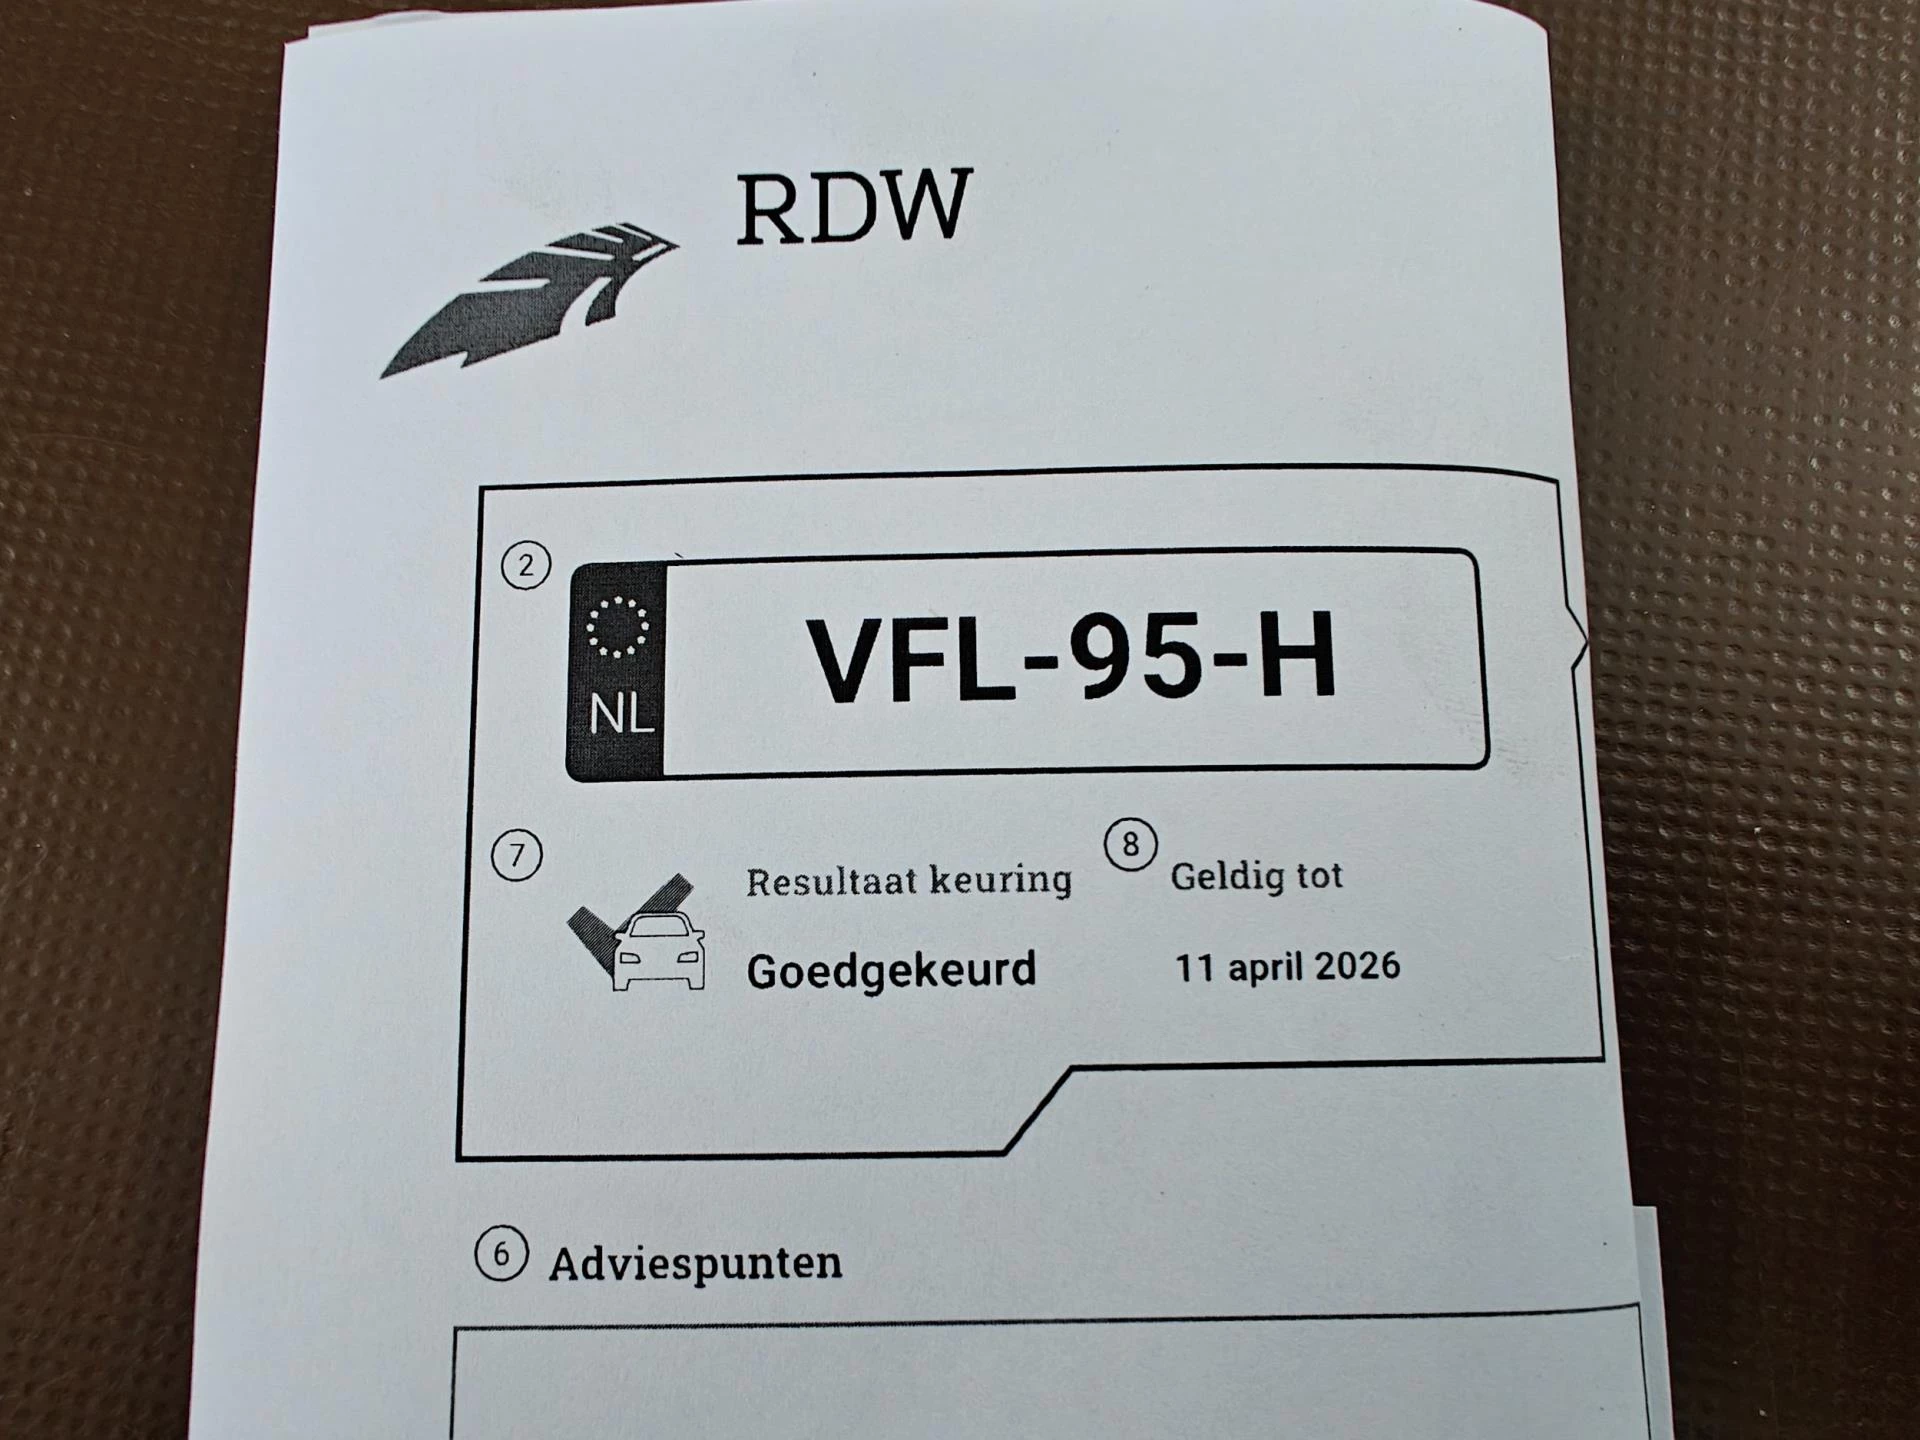 RDW
2
NL
VFL-95-H
7
Resultaat keuring
8
Geldig tot
Goedgekeurd
11 april 2026
6 Adviespunten